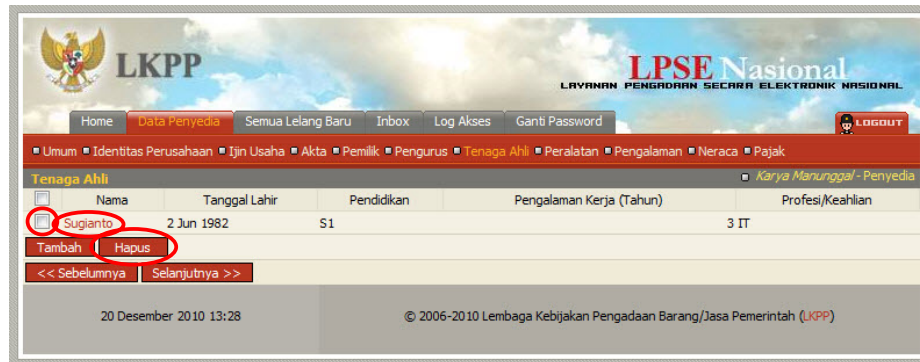 LKPP
LPSE Nasional
LAYANAN PENGADAAN SECARA ELEKTRONIK NASIONAL
Home Data Penyedia Semua Lelang Baru Inbox Log Akses Ganti Password LOGOUT
Umum Identitas Perusahaan Ijin Usaha Akta Pemilik Pengurus Tenaga Ahli Peralatan Pengalaman Neraca Pajak
Tenaga Ahli Karya Manunggal - Penyedia
Nama Tanggal Lahir Pendidikan Pengalaman Kerja (Tahun) Profesi/Keahlian
Sugianto 2 Jun 1982 S1 3 IT
Tambah Hapus
<< Sebelumnya Selanjutnya >>
20 Desember 2010 13:28 © 2006-2010 Lembaga Kebijakan Pengadaan Barang/Jasa Pemerintah (LKPP)